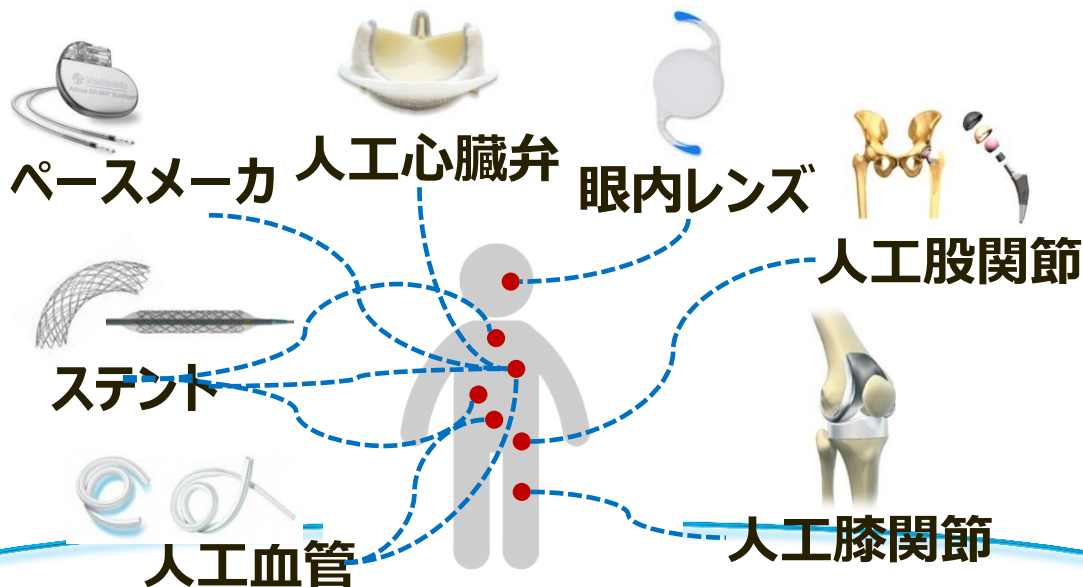 人工心臓弁
ペースメーカ
眼内レンズ
人工股関節
ステント
人工膝関節
人工血管